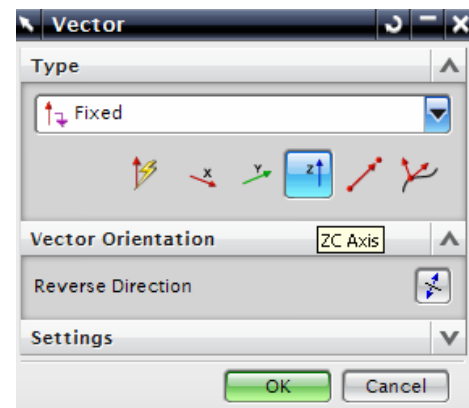 Vector
Type
Fixed
X Y Z
Vector Orientation
ZC Axis
Reverse Direction
Settings
OK Cancel